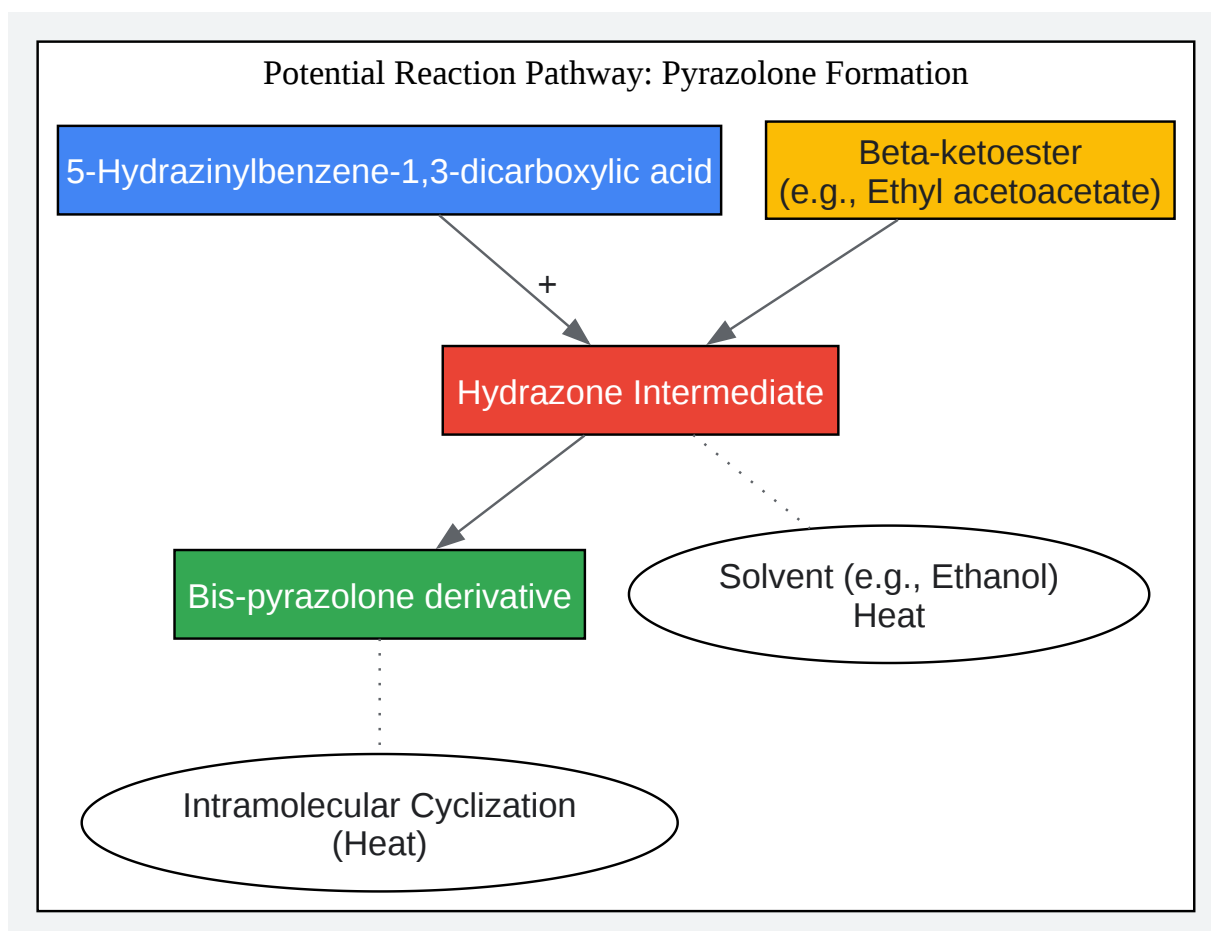 Potential Reaction Pathway: Pyrazolone Formation
5-Hydrazinylbenzene-1,3-dicarboxylic acid
Beta-ketoester
(e.g., Ethyl acetoacetate)
+
Hydrazone Intermediate
Bis-pyrazolone derivative
Solvent (e.g., Ethanol)
Heat
Intramolecular Cyclization
(Heat)